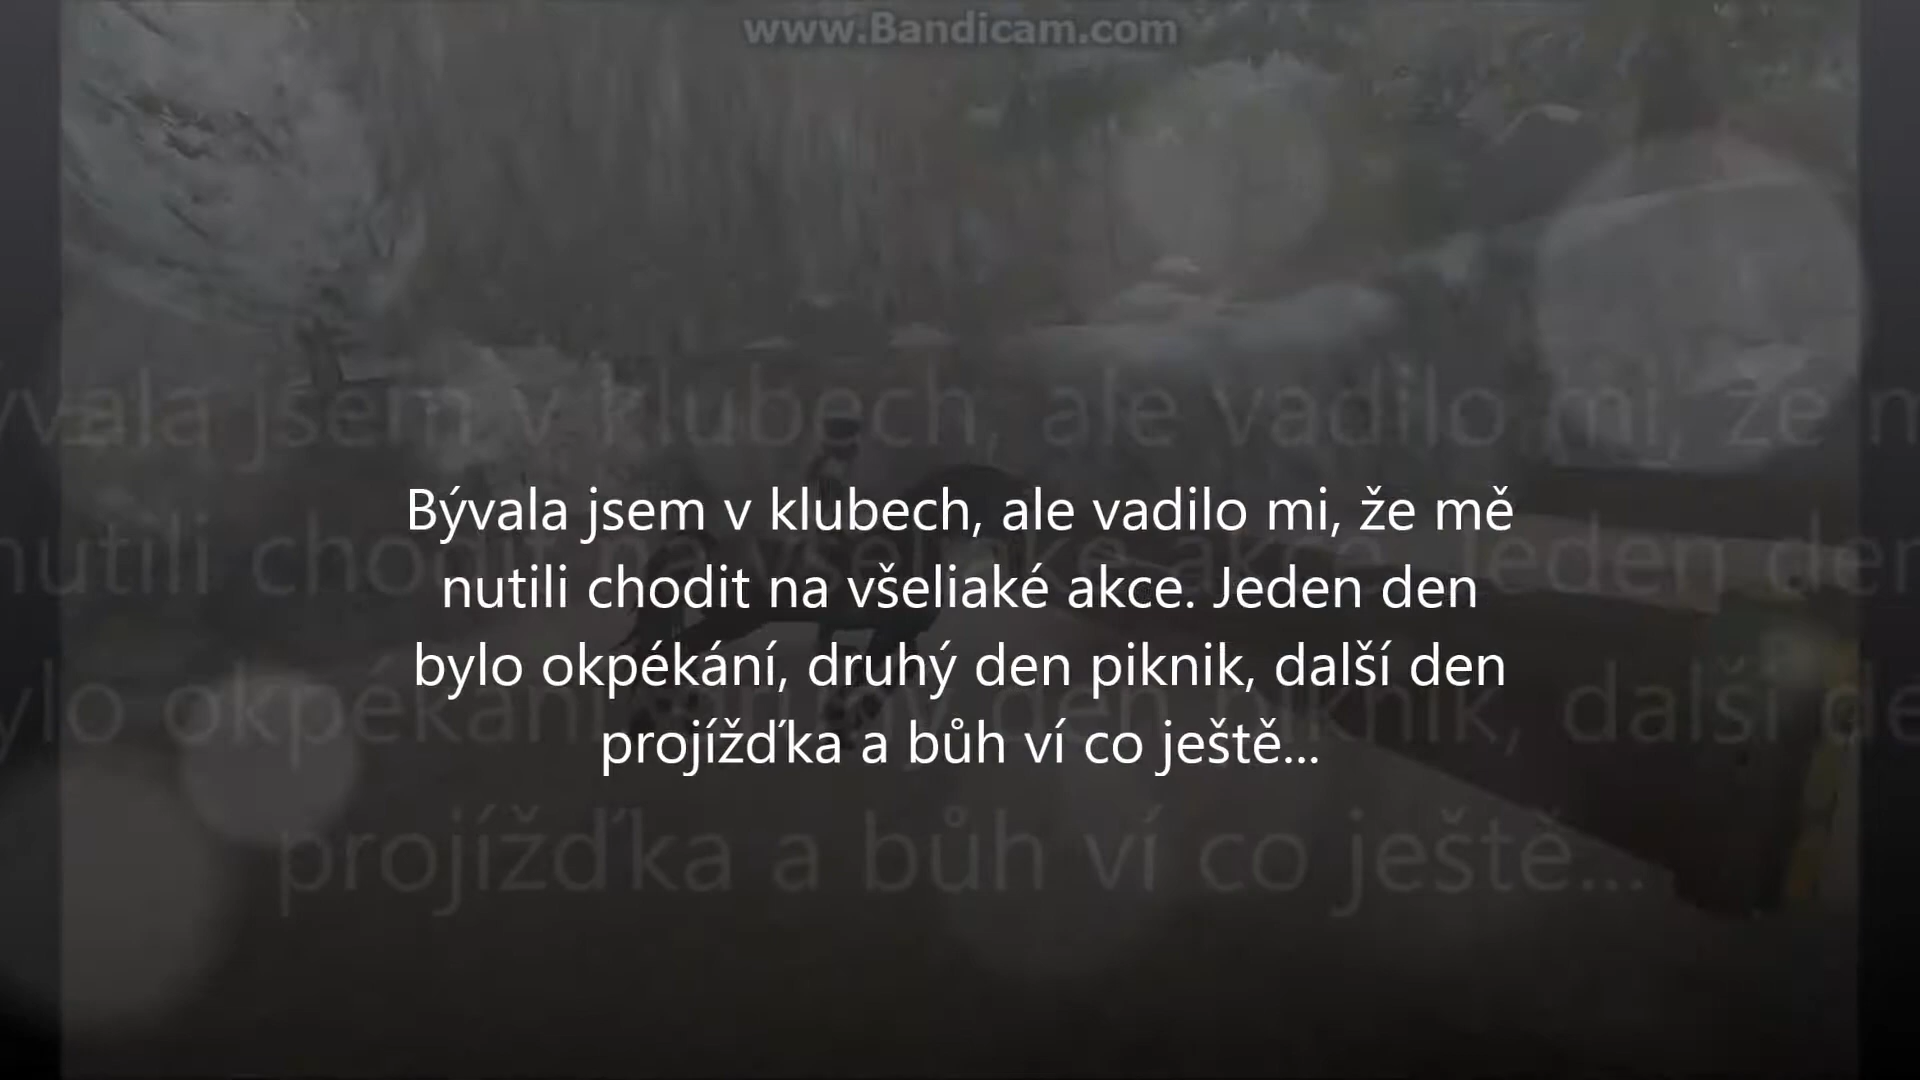 www.Bandicam.com
Bývala jsem v klubech, ale vadilo mi, že mě
nutili chodit na všeliaké akce. Jeden den
bylo okpékání, druhý den piknik, další den
projížďka a bůh ví co ještě...